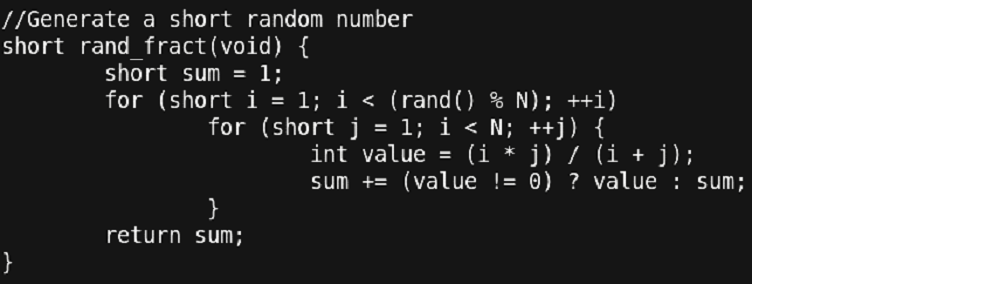 //Generate a short random number
short rand_fract(void) {
        short sum = 1;
        for (short i = 1; i < (rand() % N); ++i)
                for (short j = 1; i < N; ++j) {
                        int value = (i * j) / (i + j);
                        sum += (value != 0) ? value : sum;
                }
        return sum;
}